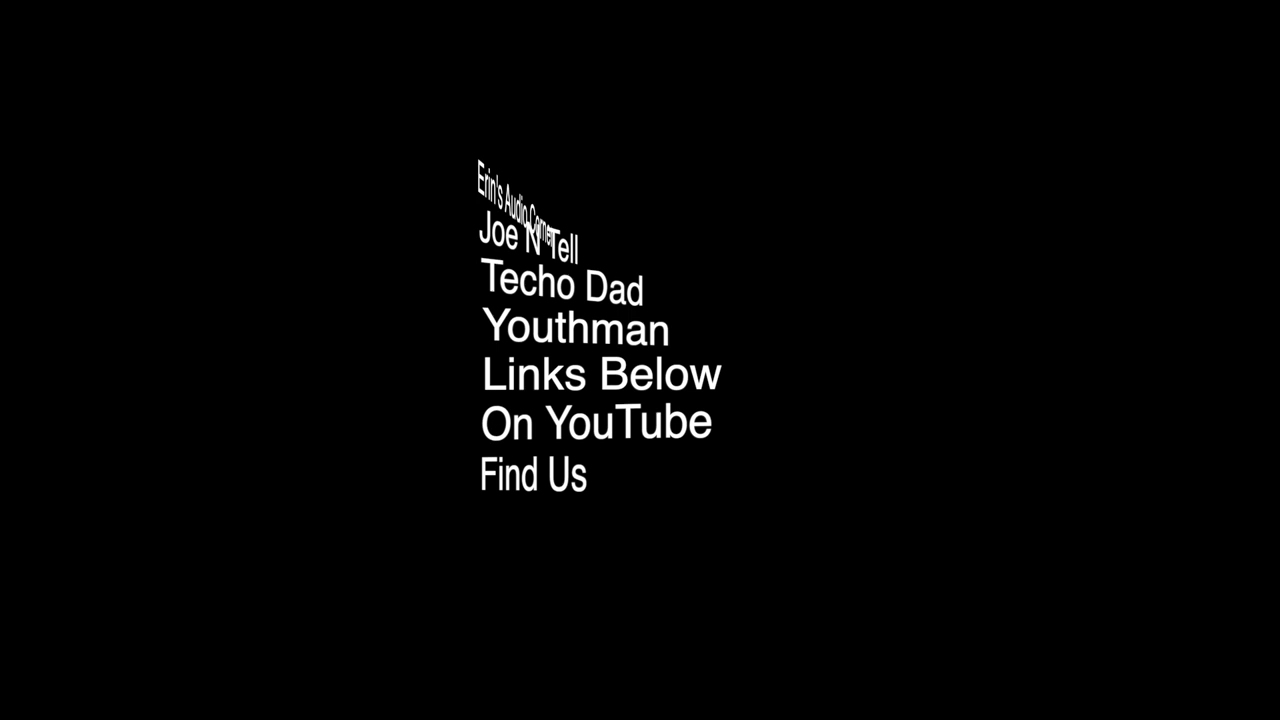 Erin's Audio Corner
Joe N Tell
Techo Dad
Youthman
Links Below
On YouTube
Find Us